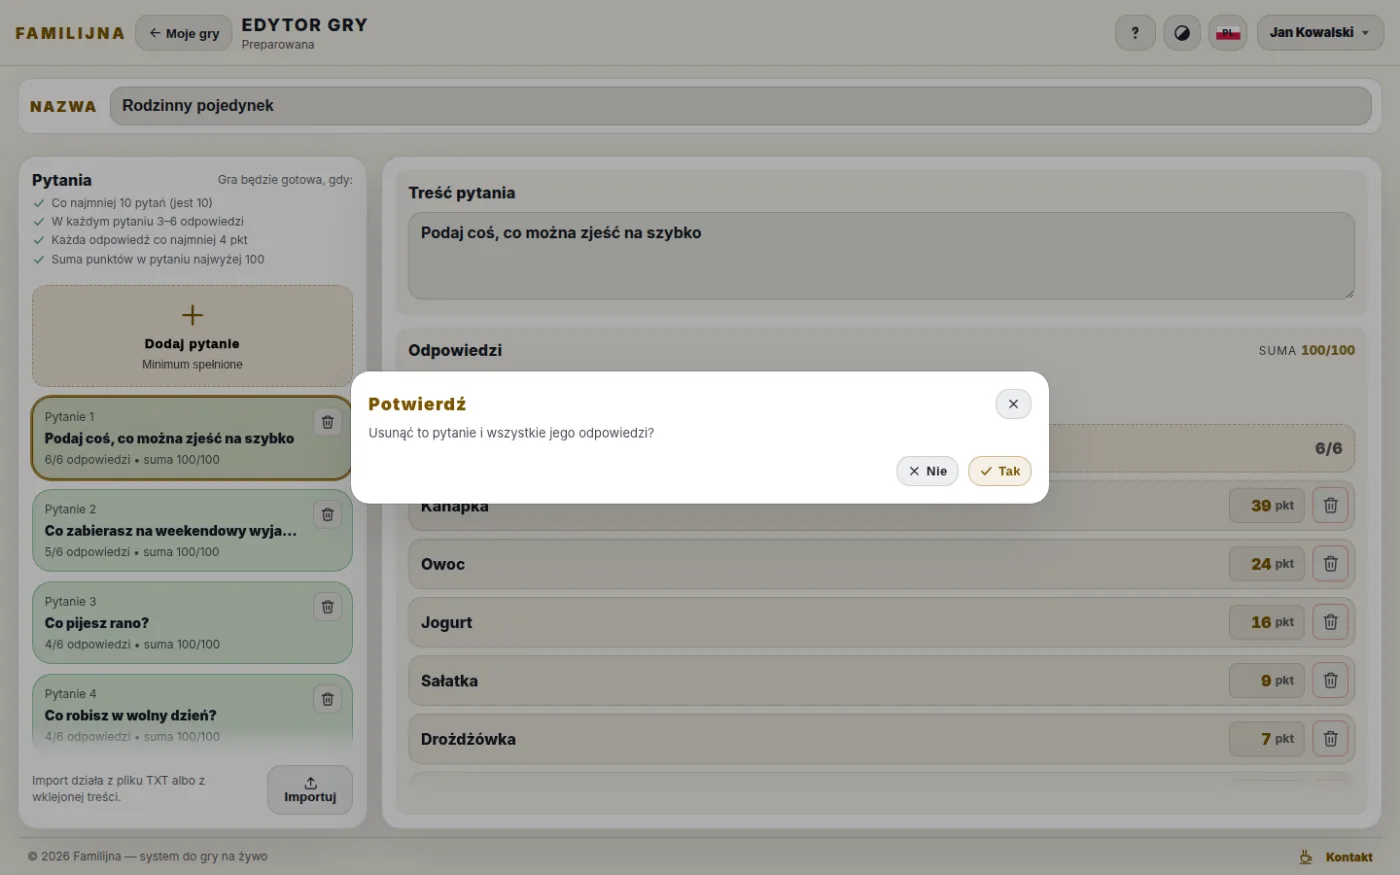 FAMILIJNA
Moje gry
EDYTOR GRY
Preparowana
?
PL
Jan Kowalski
NAZWA
Rodzinny pojedynek
Pytania
Gra będzie gotowa, gdy:
Co najmniej 10 pytań (jest 10)
W każdym pytaniu 3–6 odpowiedzi
Każda odpowiedź co najmniej 4 pkt
Suma punktów w pytaniu najwyżej 100
Dodaj pytanie
Minimum spełnione
Pytanie 1
Podaj coś, co można zjeść na szybko
6/6 odpowiedzi • suma 100/100
Pytanie 2
Co zabierasz na weekendowy wyja...
5/6 odpowiedzi • suma 100/100
Pytanie 3
Co pijesz rano?
4/6 odpowiedzi • suma 100/100
Pytanie 4
Co robisz w wolny dzień?
4/6 odpowiedzi • suma 100/100
Import działa z pliku TXT albo z
wklejonej treści.
Importuj
Treść pytania
Podaj coś, co można zjeść na szybko
Odpowiedzi
SUMA 100/100
Potwierdź
Usunąć to pytanie i wszystkie jego odpowiedzi?
Nie
Tak
6/6
Kanapka
39 pkt
Owoc
24 pkt
Jogurt
16 pkt
Sałatka
9 pkt
Drożdżówka
7 pkt
© 2026 Familijna — system do gry na żywo
Kontakt